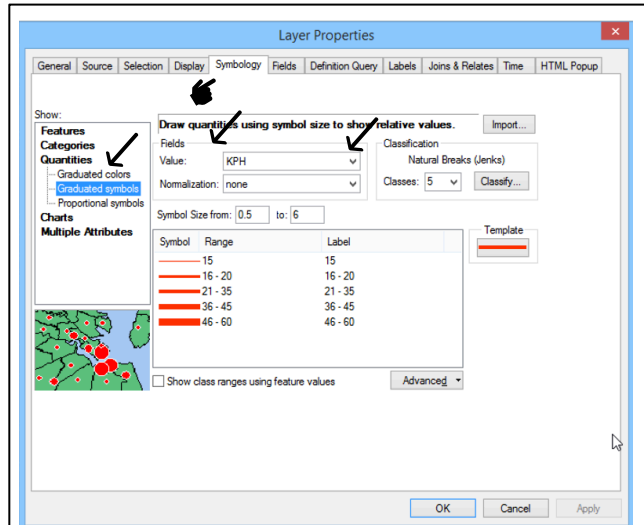 Layer Properties
General Source Selection Display Symbology Fields Definition Query Labels Joins & Relates Time HTML Popup
Show:
Features
Categories
Quantities
Graduated colors
Graduated symbols
Proportional symbols
Charts
Multiple Attributes
Draw quantities using symbol size to show relative values.
Import...
Fields
Value: KPH
Normalization: none
Classification
Natural Breaks (Jenks)
Classes: 5 Classify...
Symbol Size from: 0.5 to: 6
Template
Symbol Range Label
15 15
16 - 20 16 - 20
21 - 35 21 - 35
36 - 45 36 - 45
46 - 60 46 - 60
Show class ranges using feature values
Advanced
OK Cancel Apply